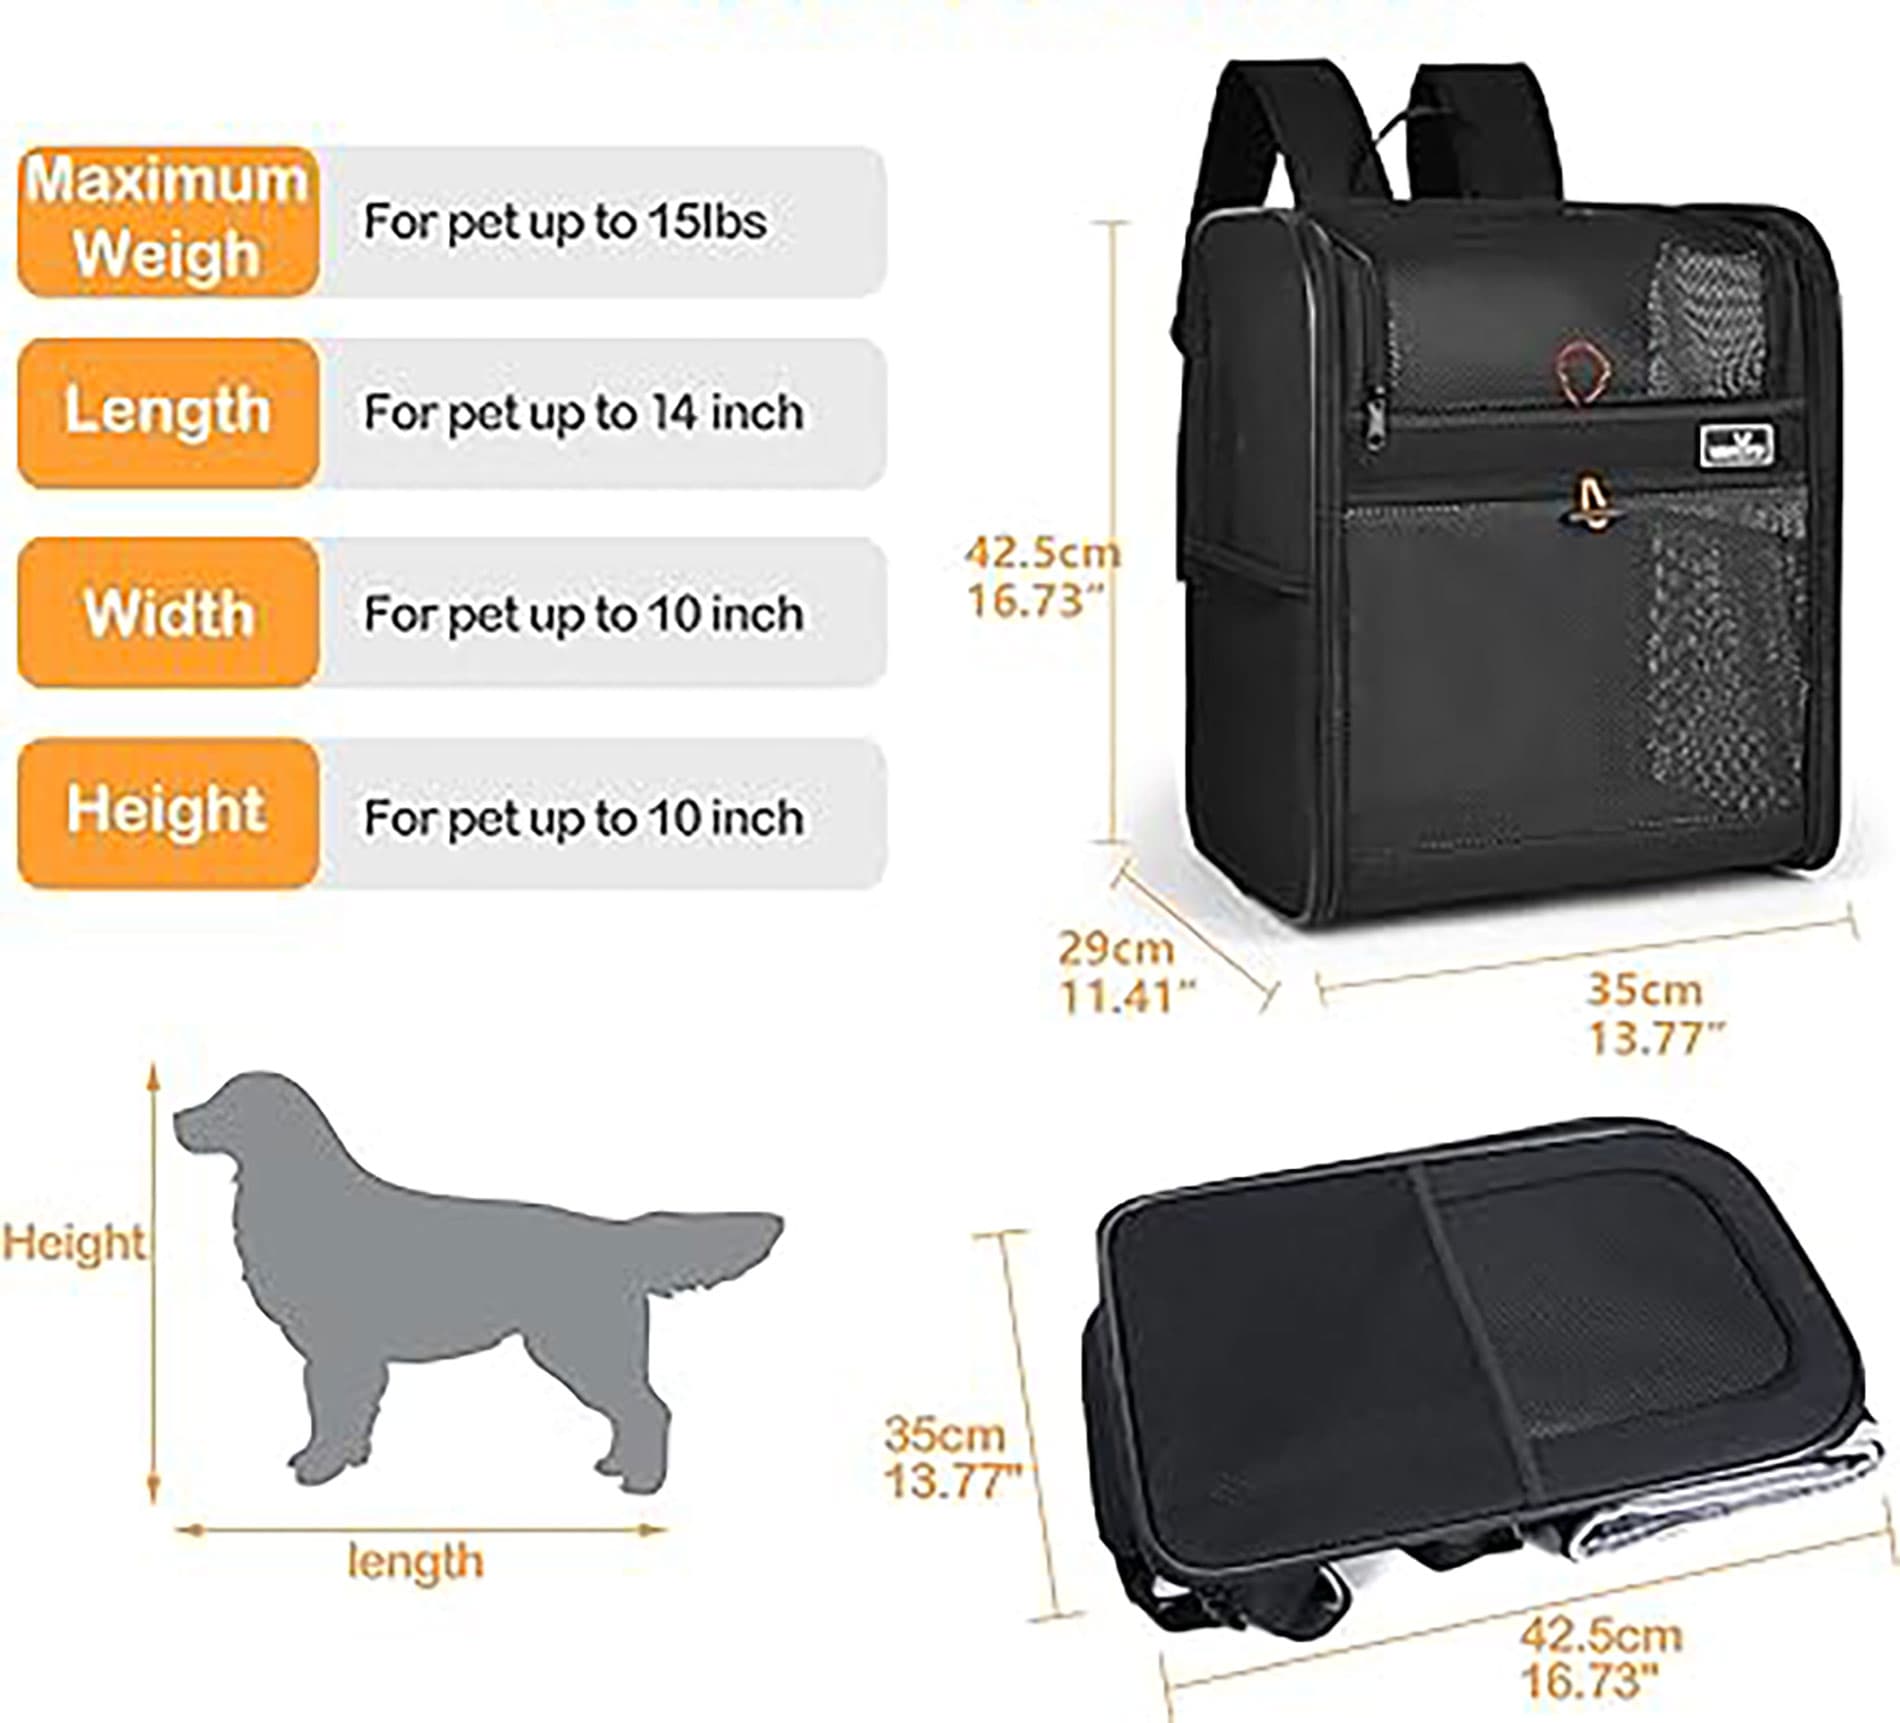 Maximum
Weigh
For pet up to 15lbs
Length
For pet up to 14 inch
Width
For pet up to 10 inch
Height
For pet up to 10 inch
42.5cm
16.73"
29cm
11.41"
35cm
13.77"
Height
length
35cm
13.77"
42.5cm
16.73"